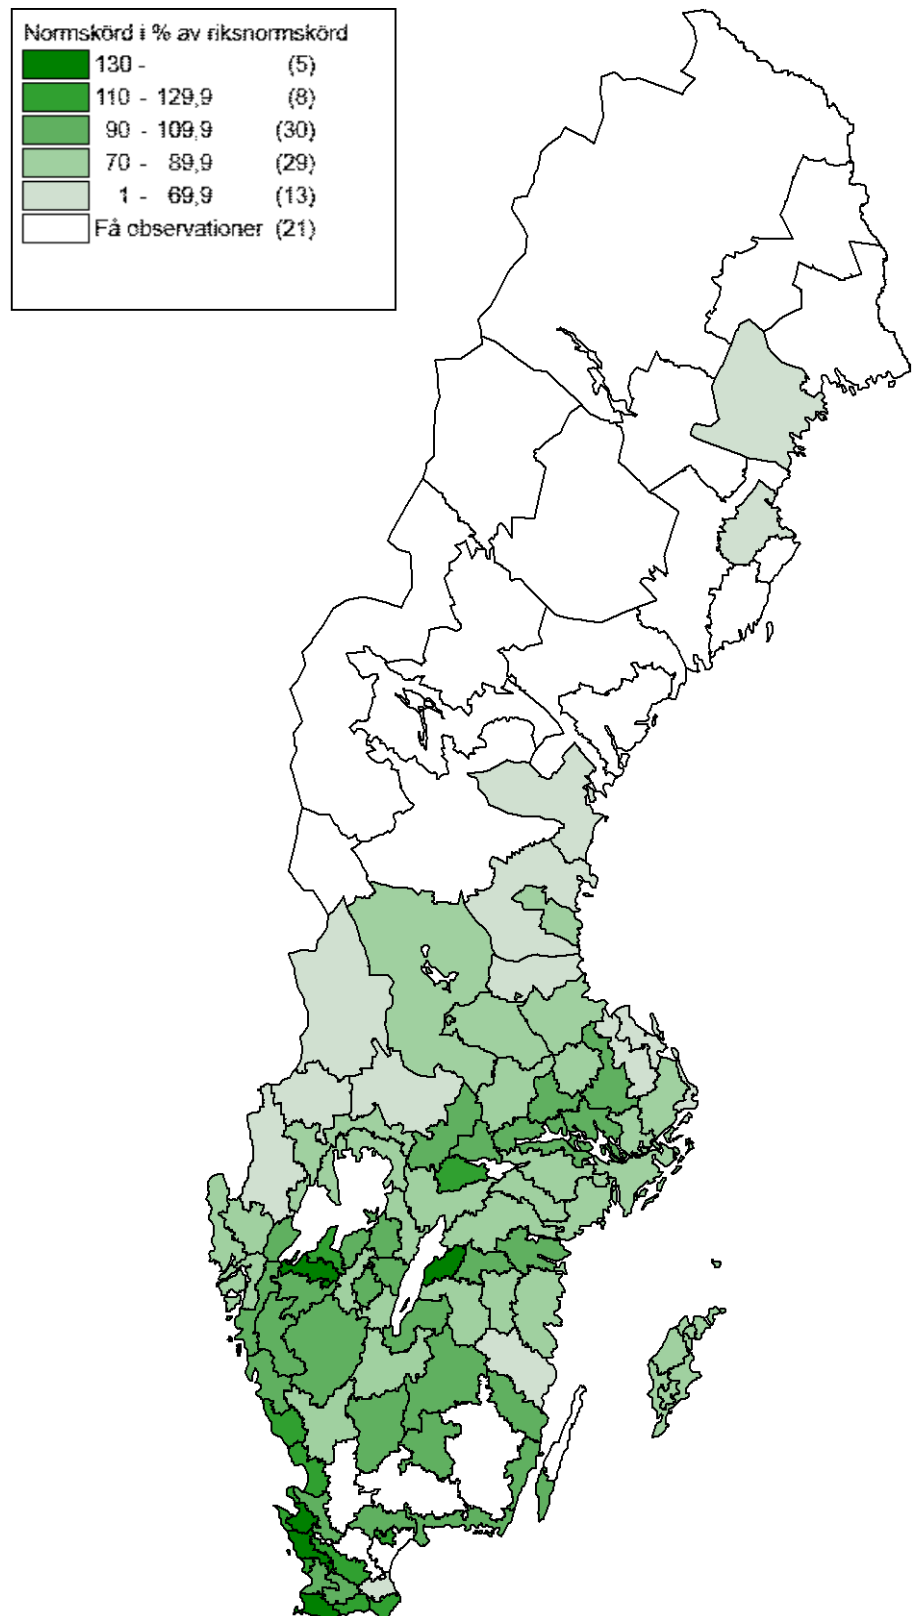 Normskörd i % av riksnormskörd
130 - (5)
110 - 129,9 (8)
90 - 109,9 (30)
70 - 89,9 (29)
1 - 69,9 (13)
Få observationer (21)